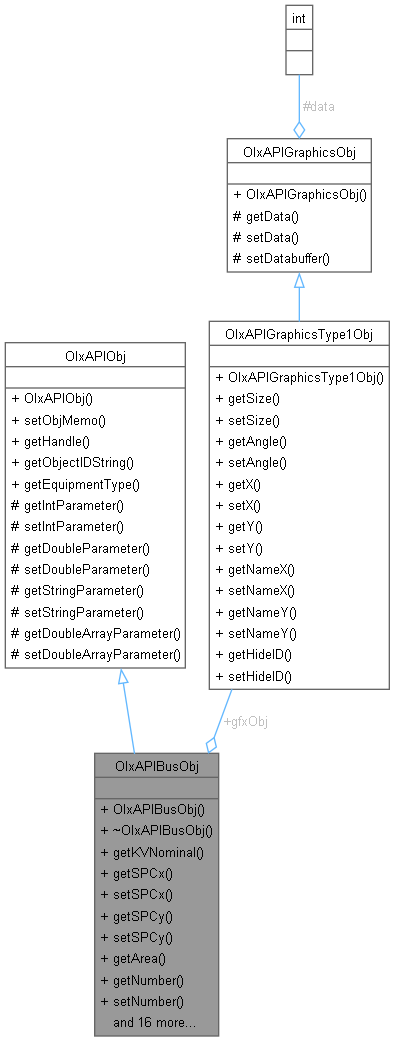 int
#data
OlxAPIGraphicsObj
+ OlxAPIGraphicsObj()
# getData()
# setData()
# setDatabuffer()
OlxAPIObj
+ OlxAPIObj()
+ setObjMemo()
+ getHandle()
+ getObjectIDString()
+ getEquipmentType()
# getIntParameter()
# setIntParameter()
# getDoubleParameter()
# setDoubleParameter()
# getStringParameter()
# setStringParameter()
# getDoubleArrayParameter()
# setDoubleArrayParameter()
OlxAPIGraphicsType1Obj
+ OlxAPIGraphicsType1Obj()
+ getSize()
+ setSize()
+ getAngle()
+ setAngle()
+ getX()
+ setX()
+ getY()
+ setY()
+ getNameX()
+ setNameX()
+ getNameY()
+ setNameY()
+ getHideID()
+ setHideID()
+gfxObj
OlxAPIBusObj
+ OlxAPIBusObj()
+ ~OlxAPIBusObj()
+ getKVNominal()
+ getSPCx()
+ setSPCx()
+ getSPCy()
+ setSPCy()
+ getArea()
+ getNumber()
+ setNumber()
and 16 more...